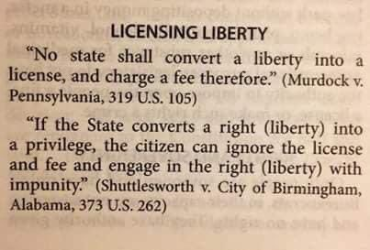 LICENSING LIBERTY
“No state shall convert a liberty into a
license, and charge a fee therefore.” (Murdock v.
Pennsylvania, 319 U.S. 105)
“If the State converts a right (liberty) into
a privilege, the citizen can ignore the license
and fee and engage in the right (liberty) with
impunity.” (Shuttlesworth v. City of Birmingham,
Alabama, 373 U.S. 262)